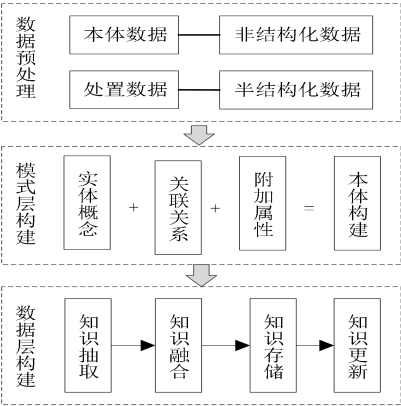 数据预处理
本体数据
非结构化数据
处置数据
半结构化数据
模式层构建
实体概念
+
关联关系
+
附加属性
=
本体构建
数据层构建
知识抽取
知识融合
知识存储
知识更新